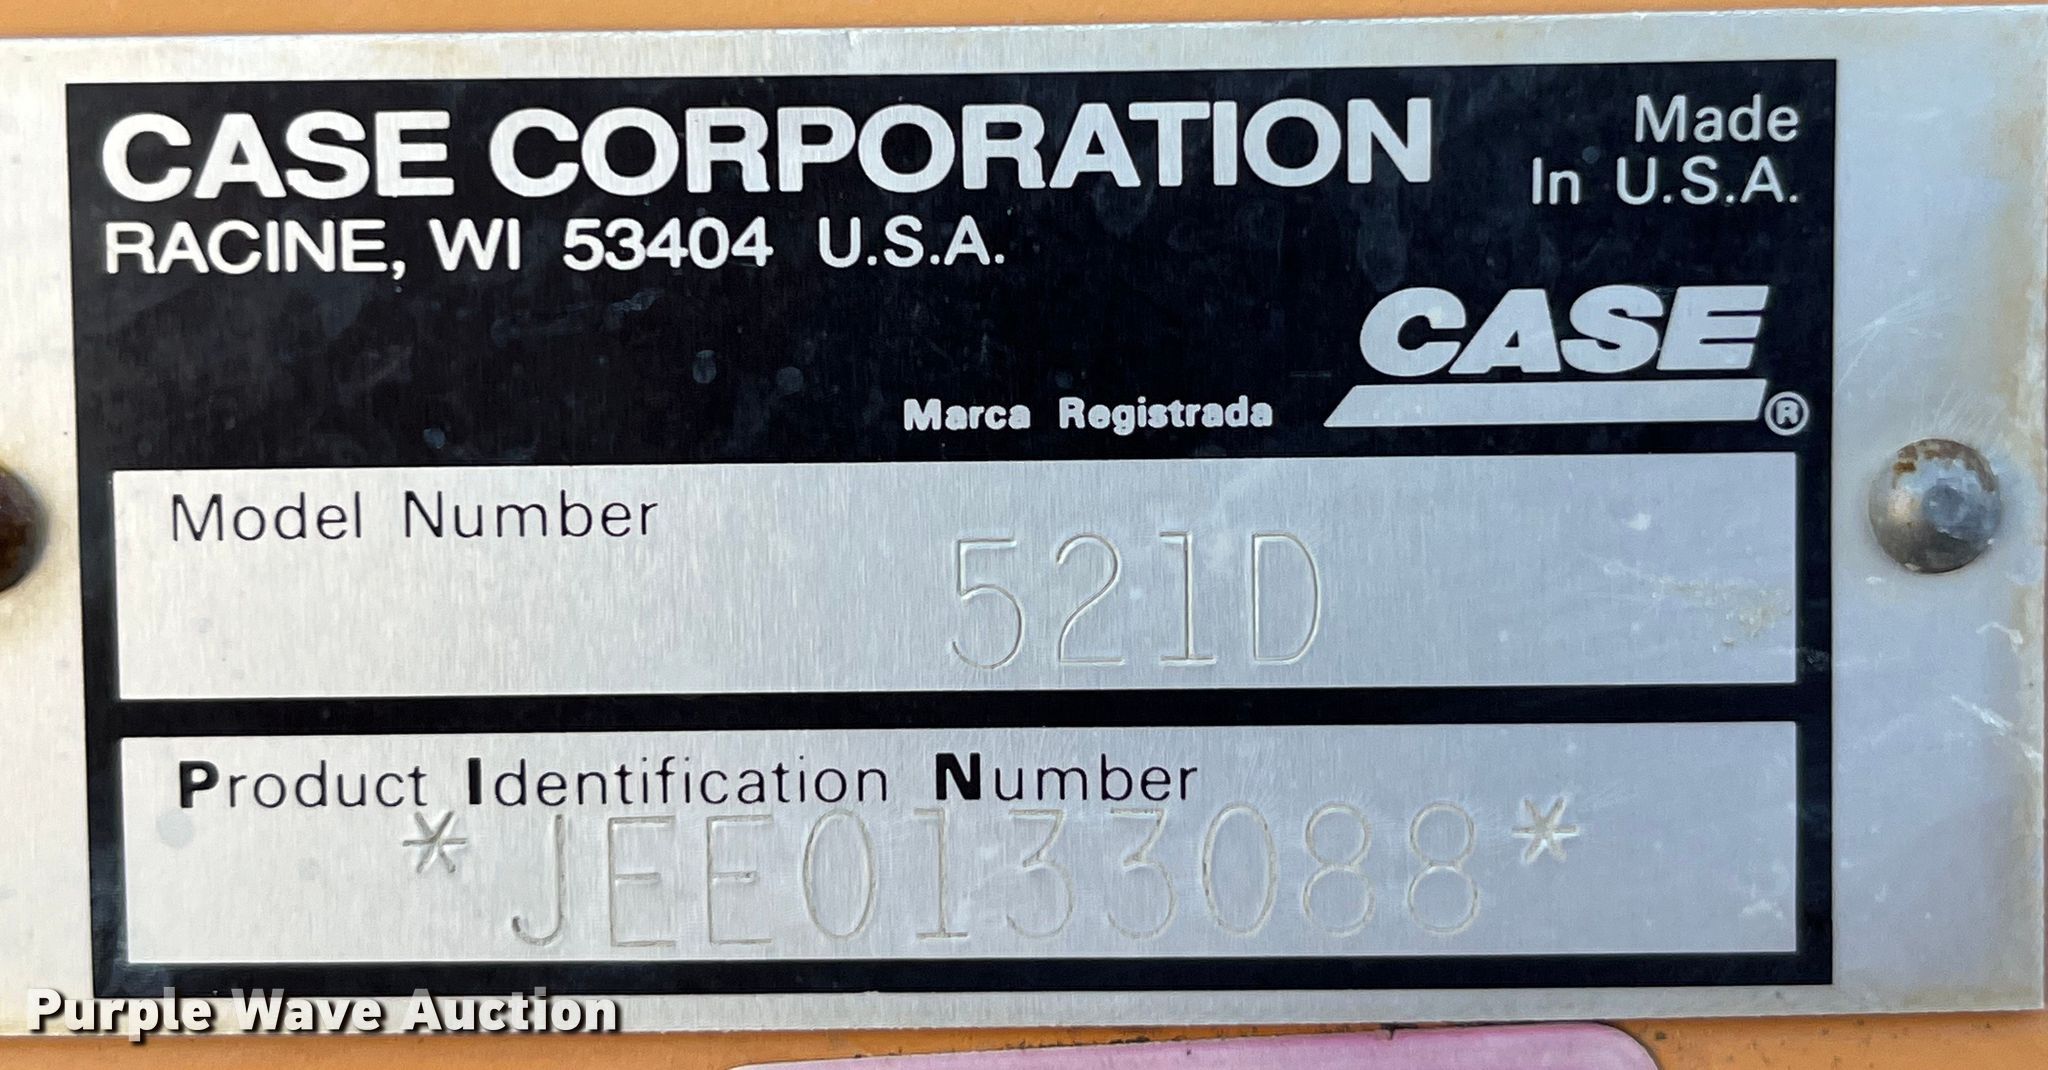 CASE CORPORATION
Made
In U.S.A.
RACINE, WI 53404 U.S.A.
CASE
Marca Registrada ®
Model Number
521D
Product Identification Number
*JEE0133088*
Purple Wave Auction